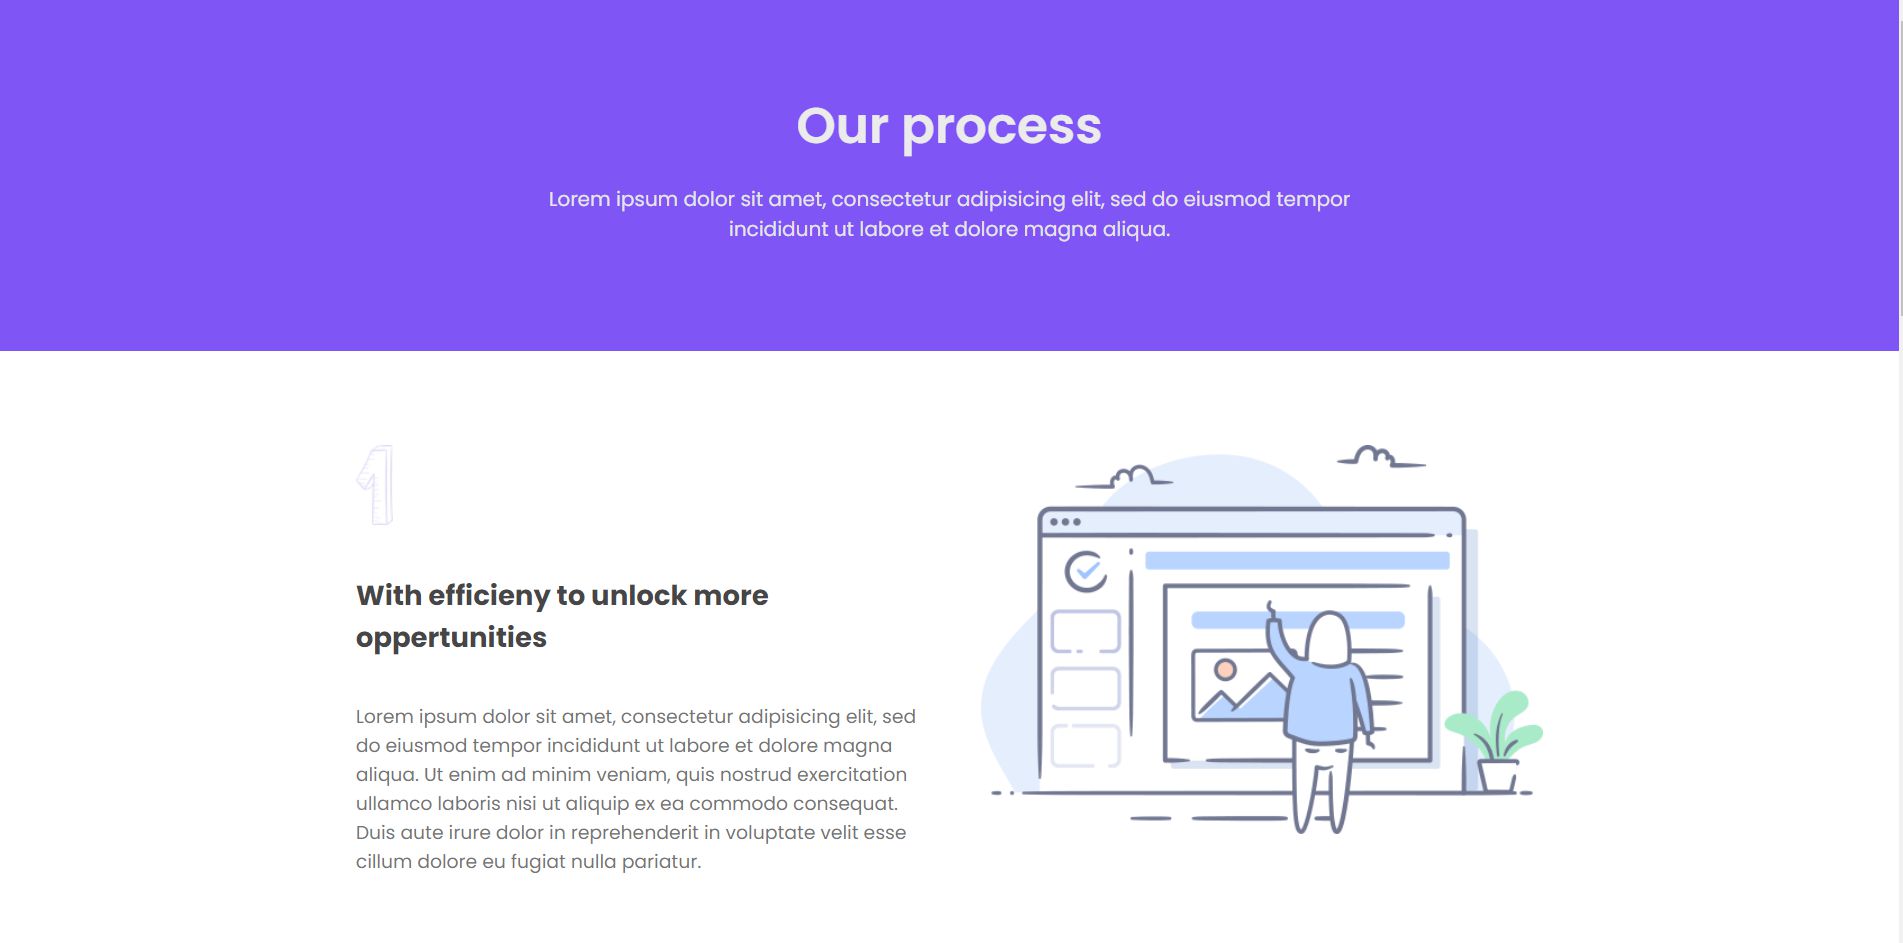 Our process
Lorem ipsum dolor sit amet, consectetur adipisicing elit, sed do eiusmod tempor
incididunt ut labore et dolore magna aliqua.
1
With efficieny to unlock more
oppertunities
Lorem ipsum dolor sit amet, consectetur adipisicing elit, sed
do eiusmod tempor incididunt ut labore et dolore magna
aliqua. Ut enim ad minim veniam, quis nostrud exercitation
ullamco laboris nisi ut aliquip ex ea commodo consequat.
Duis aute irure dolor in reprehenderit in voluptate velit esse
cillum dolore eu fugiat nulla pariatur.